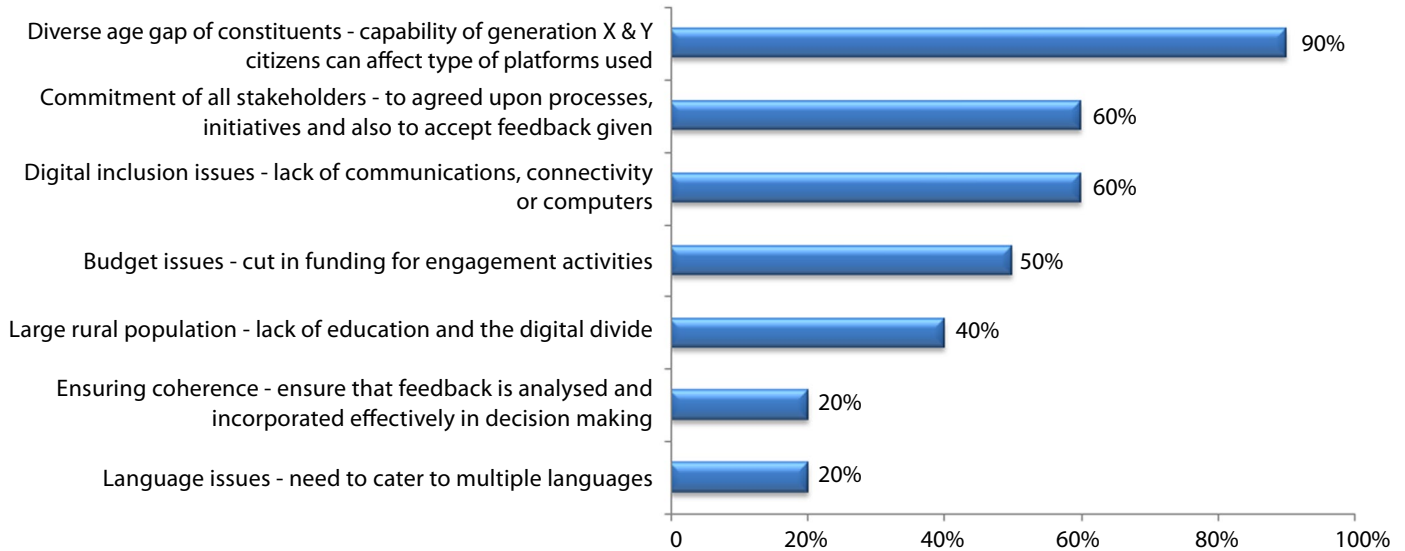 Diverse age gap of constituents - capability of generation X & Y
citizens can affect type of platforms used
90%
Commitment of all stakeholders - to agreed upon processes,
initiatives and also to accept feedback given
60%
Digital inclusion issues - lack of communications, connectivity
or computers
60%
Budget issues - cut in funding for engagement activities
50%
Large rural population - lack of education and the digital divide
40%
Ensuring coherence - ensure that feedback is analysed and
incorporated effectively in decision making
20%
Language issues - need to cater to multiple languages
20%
0 20% 40% 60% 80% 100%